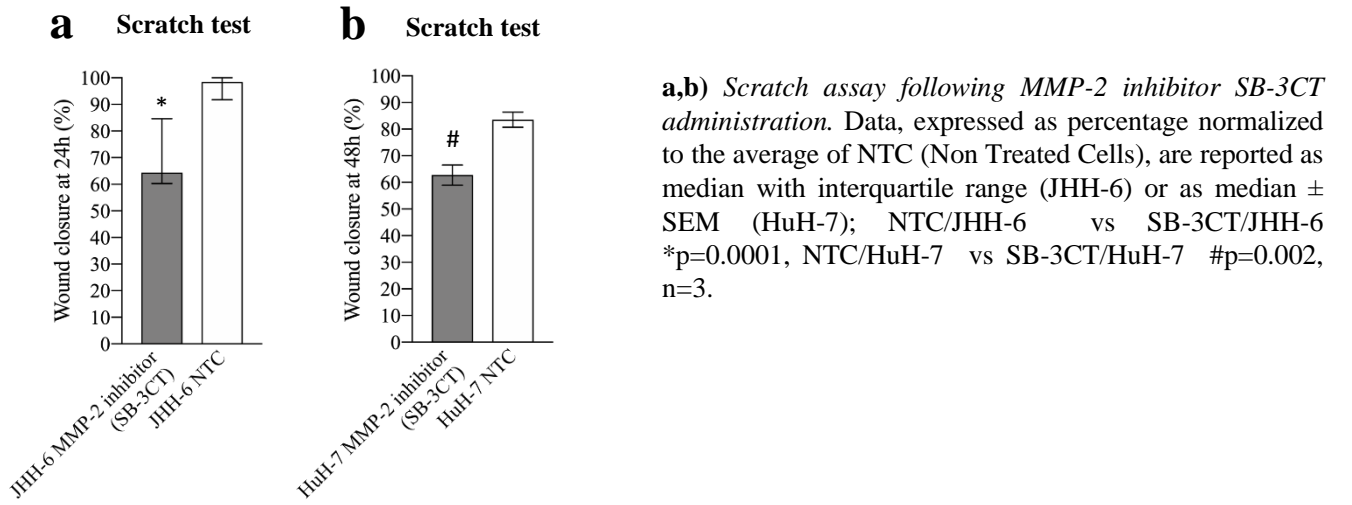 a Scratch test
Wound closure at 24h (%)
100
90
80
70
60
50
40
30
20
10
0
*
JHH-6 MMP-2 inhibitor
(SB-3CT)
JHH-6 NTC
b Scratch test
Wound closure at 48h (%)
100
90
80
70
60
50
40
30
20
10
0
#
HuH-7 MMP-2 inhibitor
(SB-3CT)
HuH-7 NTC
a,b) Scratch assay following MMP-2 inhibitor SB-3CT
administration. Data, expressed as percentage normalized
to the average of NTC (Non Treated Cells), are reported as
median with interquartile range (JHH-6) or as median ±
SEM (HuH-7); NTC/JHH-6 vs SB-3CT/JHH-6
*p=0.0001, NTC/HuH-7 vs SB-3CT/HuH-7 #p=0.002,
n=3.